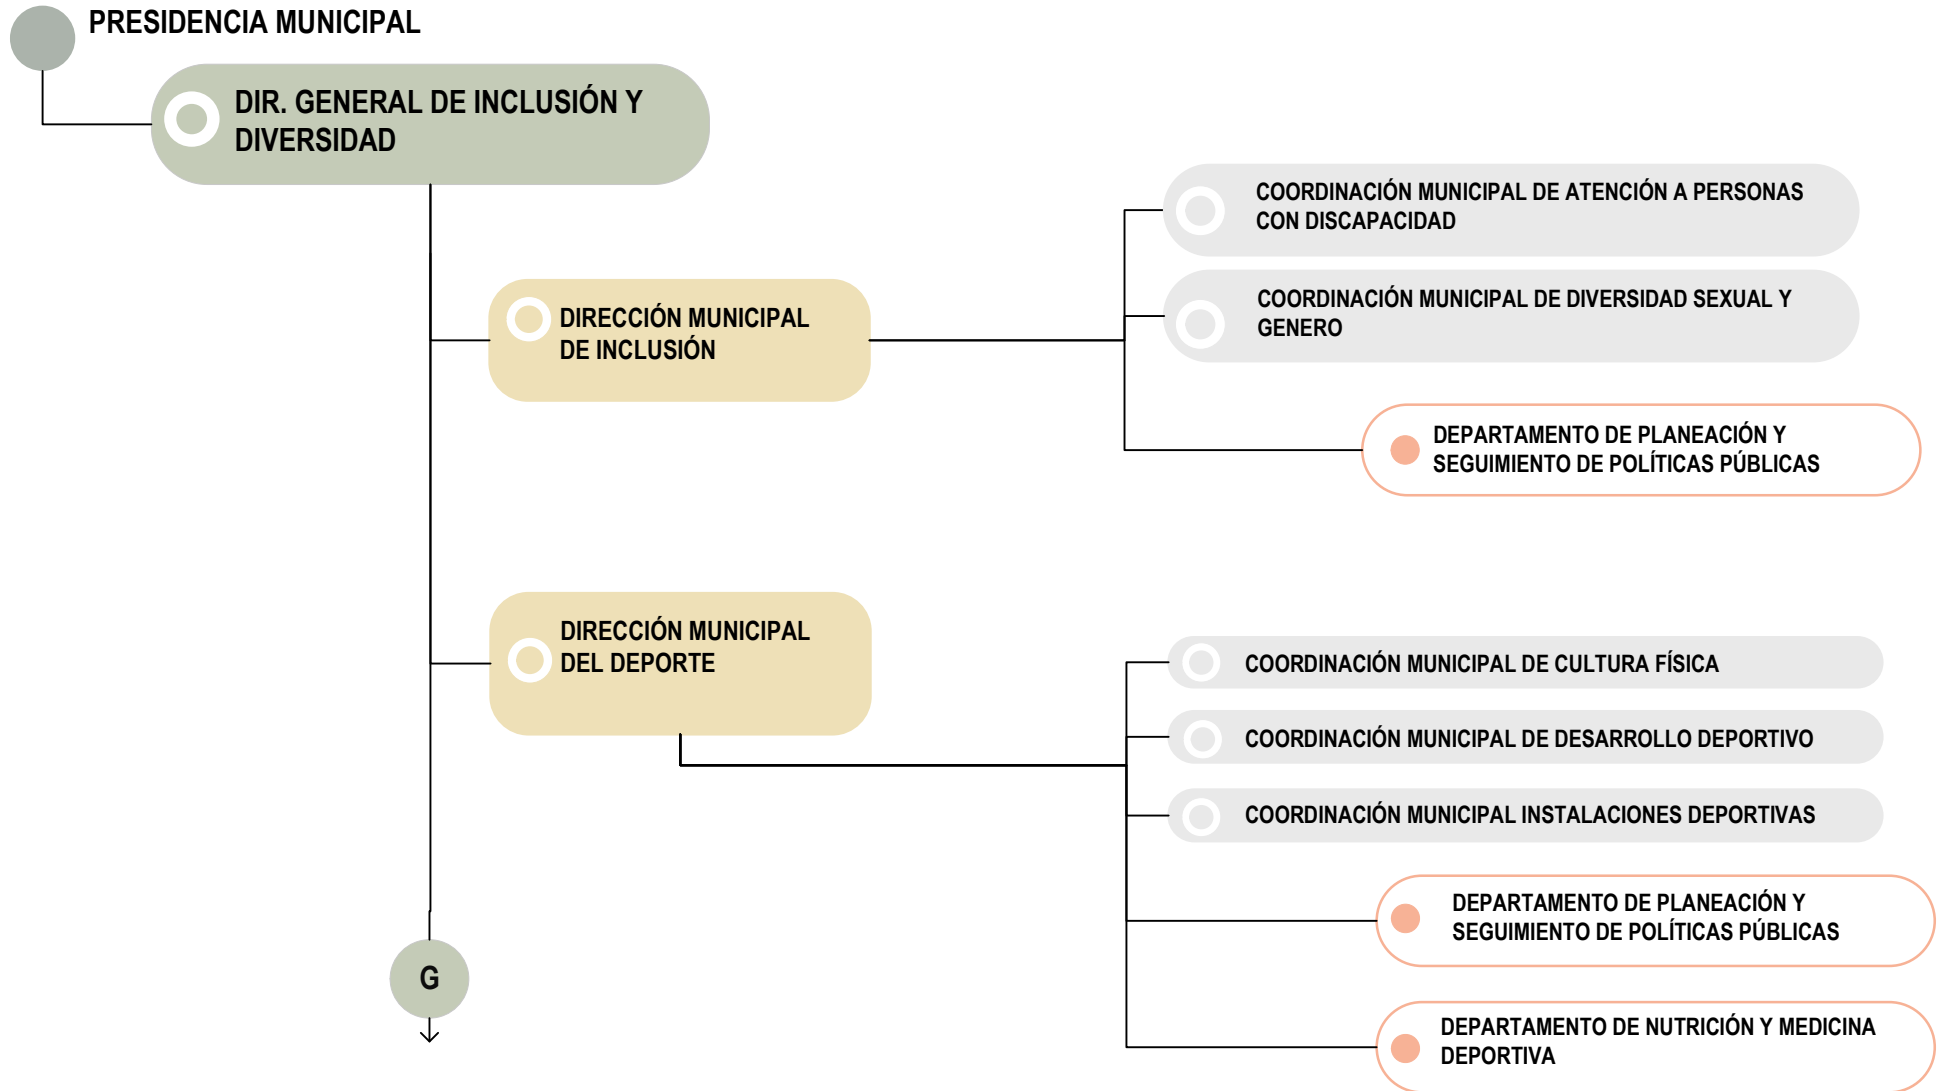 PRESIDENCIA MUNICIPAL
DIR. GENERAL DE INCLUSIÓN Y
DIVERSIDAD
COORDINACIÓN MUNICIPAL DE ATENCIÓN A PERSONAS
CON DISCAPACIDAD
COORDINACIÓN MUNICIPAL DE DIVERSIDAD SEXUAL Y
GENERO
DIRECCIÓN MUNICIPAL
DE INCLUSIÓN
DEPARTAMENTO DE PLANEACIÓN Y
SEGUIMIENTO DE POLÍTICAS PÚBLICAS
DIRECCIÓN MUNICIPAL
DEL DEPORTE
COORDINACIÓN MUNICIPAL DE CULTURA FÍSICA
COORDINACIÓN MUNICIPAL DE DESARROLLO DEPORTIVO
COORDINACIÓN MUNICIPAL INSTALACIONES DEPORTIVAS
DEPARTAMENTO DE PLANEACIÓN Y
SEGUIMIENTO DE POLÍTICAS PÚBLICAS
G
DEPARTAMENTO DE NUTRICIÓN Y MEDICINA
DEPORTIVA